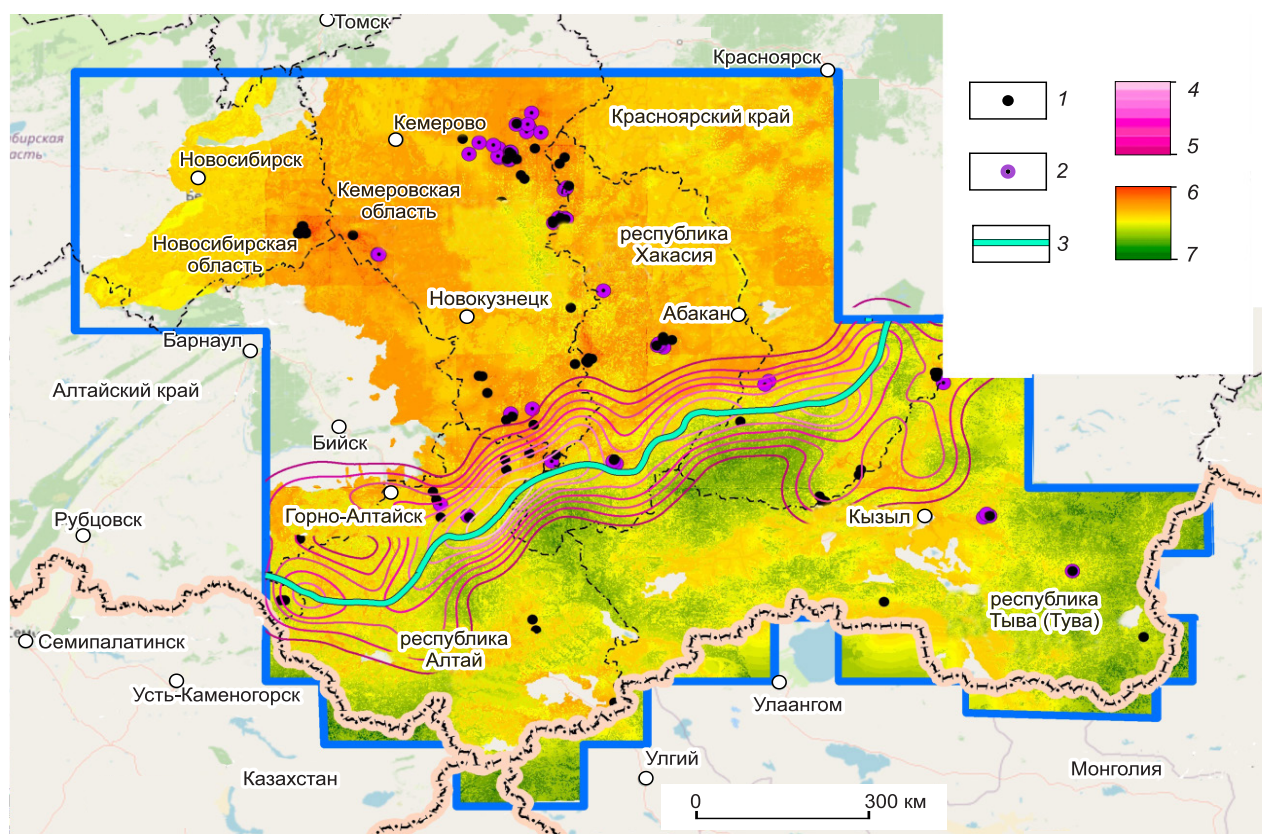 Томск
Красноярск
Кемерово
Красноярский край
Новосибирск
Кемеровская
область
Новосибирская
область
республика
Хакасия
Новокузнецк
Абакан
Барнаул
Алтайский край
Бийск
Рубцовск
Горно-Алтайск
Кызыл
республика
Тыва (Тува)
республика
Алтай
Семипалатинск
Усть-Каменогорск
Улаангом
Улгий
Казахстан
Монголия
0 300 км
1
2
3
4
5
6
7